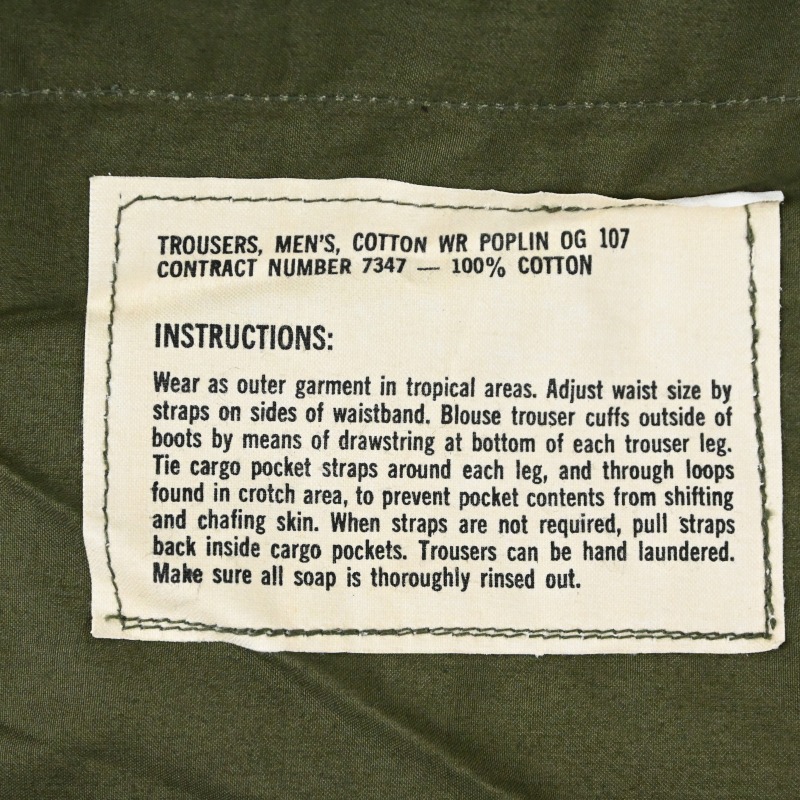 TROUSERS, MEN'S, COTTON WR POPLIN OG 107
CONTRACT NUMBER 7347 — 100% COTTON
INSTRUCTIONS:
Wear as outer garment in tropical areas. Adjust waist size by
straps on sides of waistband. Blouse trouser cuffs outside of
boots by means of drawstring at bottom of each trouser leg.
Tie cargo pocket straps around each leg, and through loops
found in crotch area, to prevent pocket contents from shifting
and chafing skin. When straps are not required, pull straps
back inside cargo pockets. Trousers can be hand laundered.
Make sure all soap is thoroughly rinsed out.